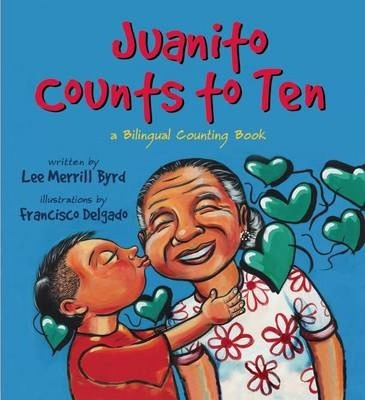 Juanito
Counts to Ten
a Bilingual Counting Book
written by
Lee Merrill Byrd
illustrations by
Francisco Delgado